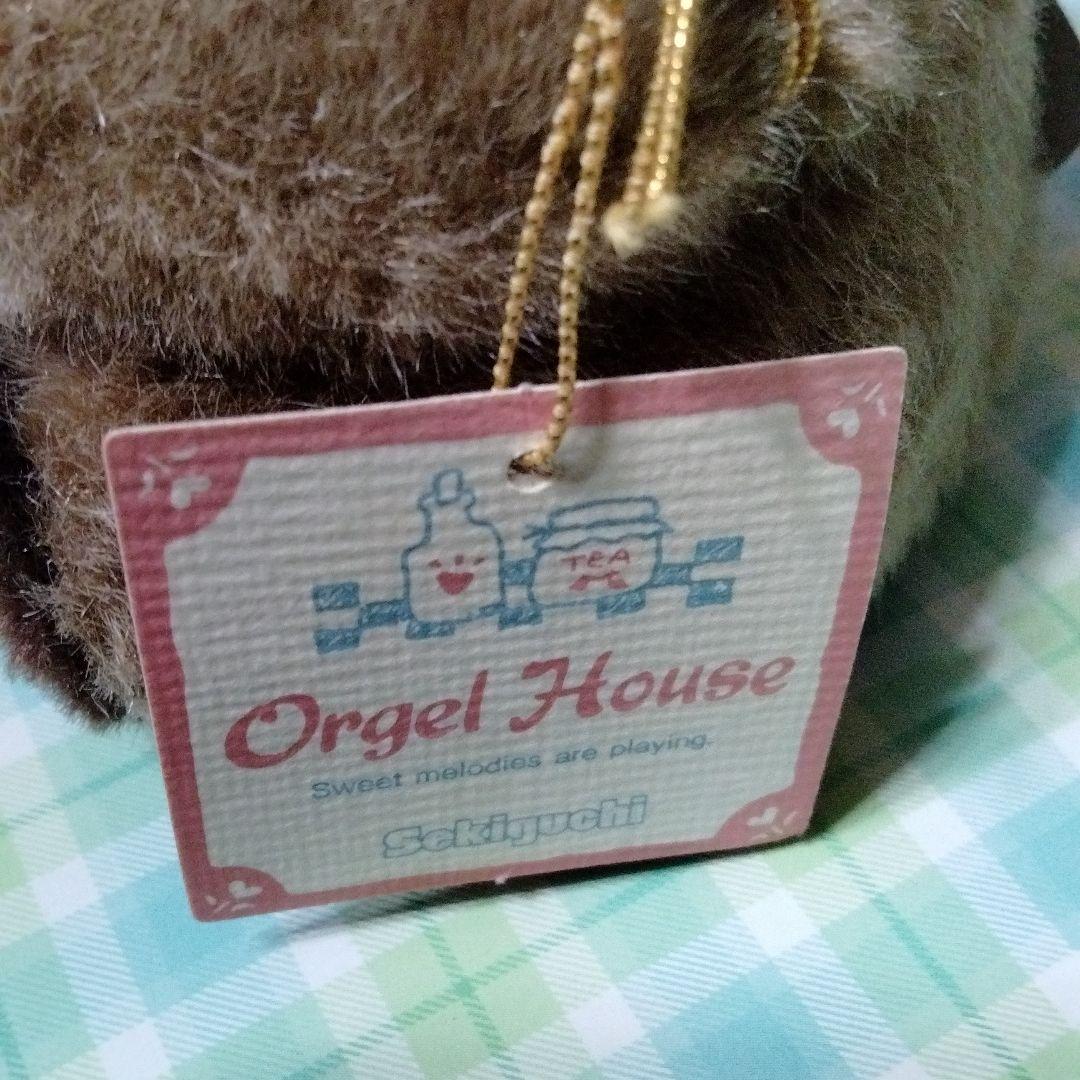 TEA
Orgel House
Sweet melodies are playing.
Sekiguchi